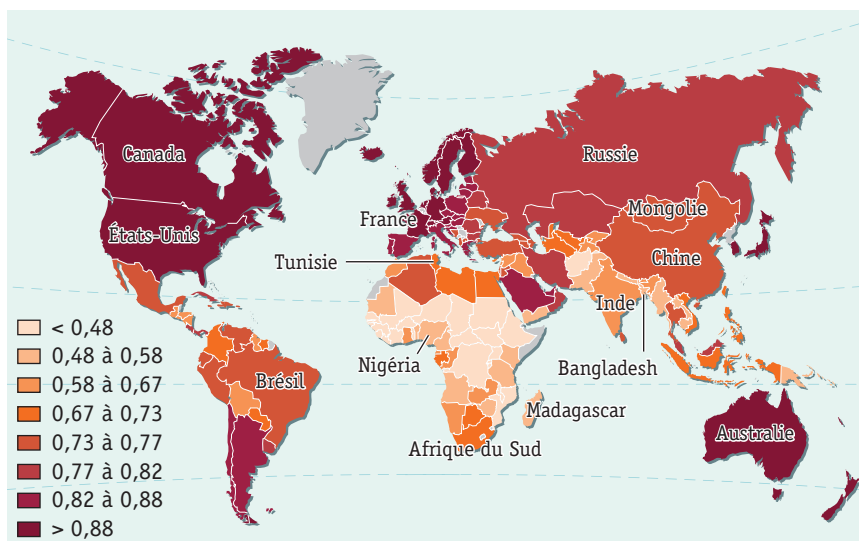 Canada
Russie
Mongolie
France
États-Unis
Chine
Tunisie
Inde
< 0,48
0,48 à 0,58
Nigéria
Bangladesh
0,58 à 0,67
Brésil
0,67 à 0,73
Madagascar
0,73 à 0,77
Afrique du Sud
Australie
0,77 à 0,82
0,82 à 0,88
> 0,88